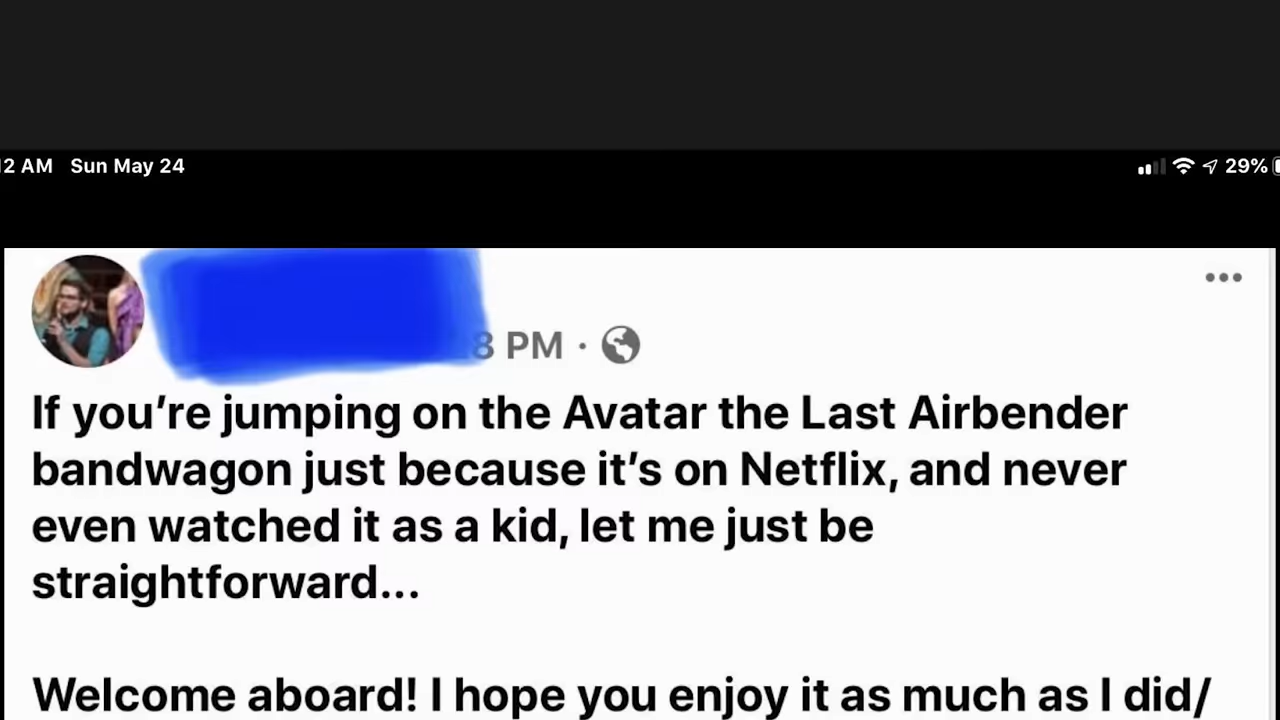 12 AM Sun May 24 29%
8 PM ·
If you’re jumping on the Avatar the Last Airbender
bandwagon just because it’s on Netflix, and never
even watched it as a kid, let me just be
straightforward...
Welcome aboard! I hope you enjoy it as much as I did/